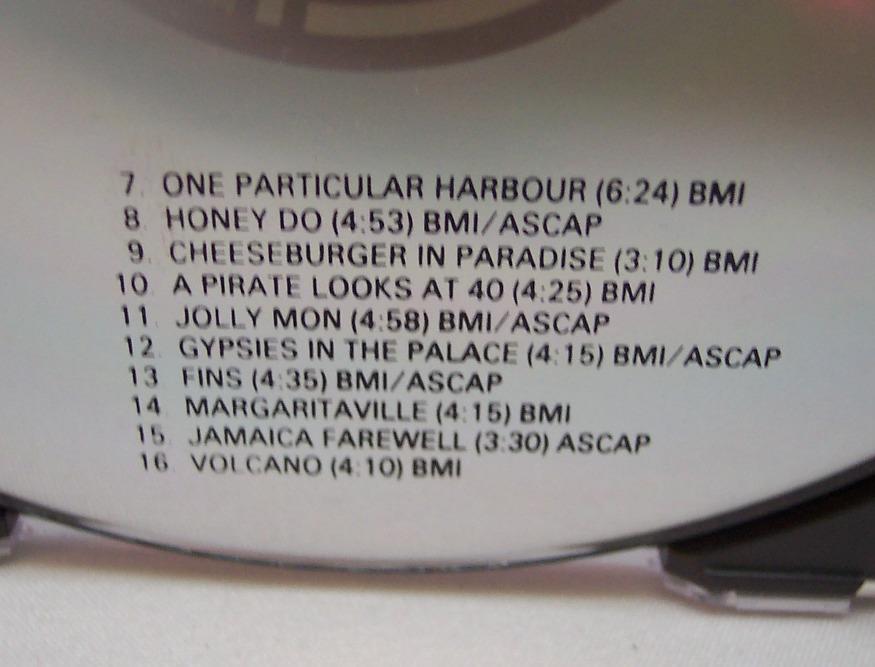 7. ONE PARTICULAR HARBOUR (6:24) BMI
8. HONEY DO (4:53) BMI/ASCAP
9. CHEESEBURGER IN PARADISE (3:10) BMI
10. A PIRATE LOOKS AT 40 (4:25) BMI
11. JOLLY MON (4:58) BMI/ASCAP
12. GYPSIES IN THE PALACE (4:15) BMI/ASCAP
13. FINS (4:35) BMI/ASCAP
14. MARGARITAVILLE (4:15) BMI
15. JAMAICA FAREWELL (3:30) ASCAP
16. VOLCANO (4:10) BMI